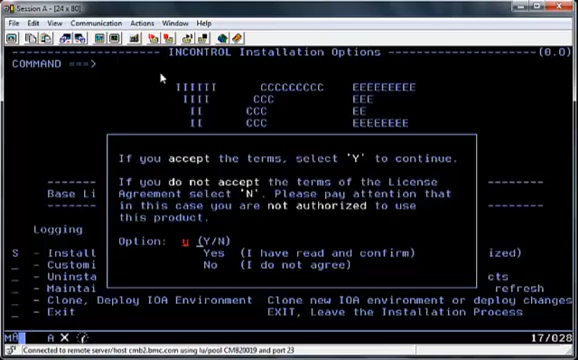 Session A - [24 x 80]
File Edit View Communication Actions Window Help
INCONTROL Installation Options (0.0)
COMMAND ===>
IIIIII CCCCCCCCC EEEEEEEEE
IIII CCC EEE
II CCC EEE
II CCC EEEEEEEE
If you accept the terms, select 'Y' to continue.
If you do not accept the terms of the License
Agreement select 'N'. Please pay attention that
in this case you are not authorized to use
this product.
Option: u (Y/N)
Yes (I have read and confirm)
No (I do not agree)
Base Li
Logging
S - Install ized)
_ - Customi
_ - Uninsta cts
_ - Maintai refresh
_ - Clone, Deploy IOA Environment Clone new IOA environment or deploy changes
_ - Exit EXIT, Leave the Installation Process
A 17/028
Connected to remote server/host cmb2.bmc.com using lu/pool CMB20019 and port 23